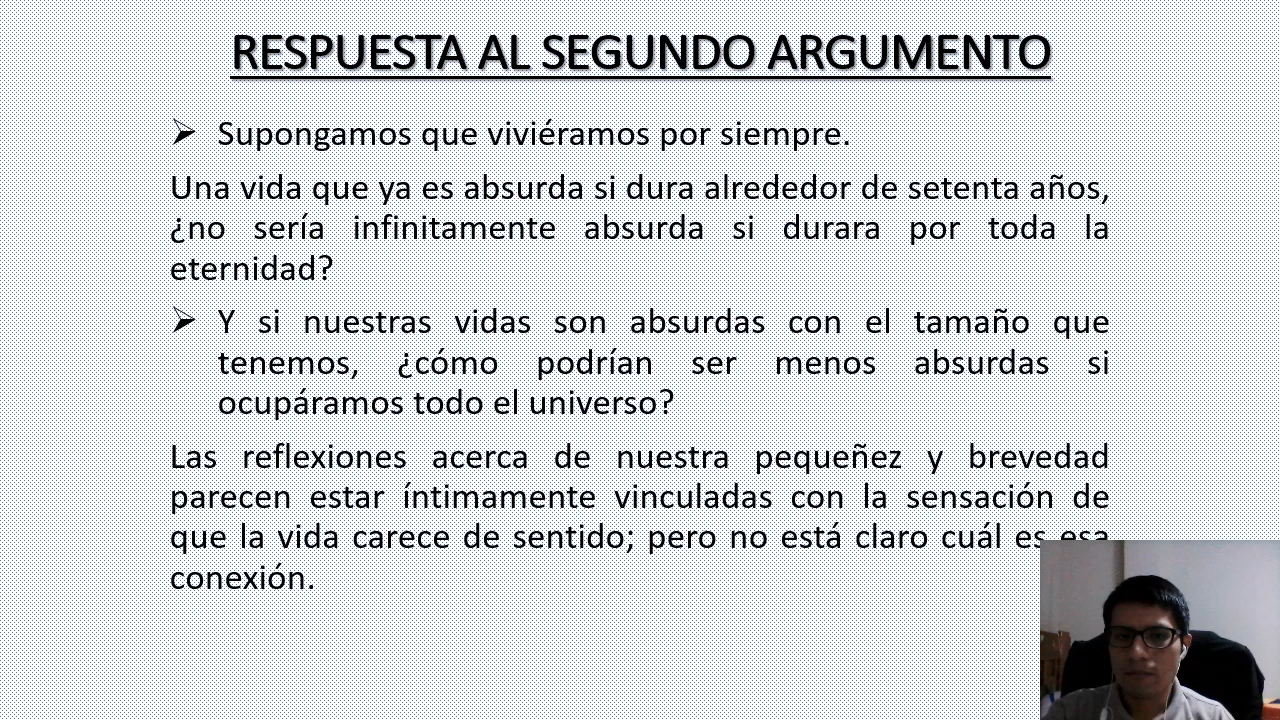 RESPUESTA AL SEGUNDO ARGUMENTO
➢ Supongamos que viviéramos por siempre.
Una vida que ya es absurda si dura alrededor de setenta años,
¿no sería infinitamente absurda si durara por toda la
eternidad?
➢ Y si nuestras vidas son absurdas con el tamaño que
tenemos, ¿cómo podrían ser menos absurdas si
ocupáramos todo el universo?
Las reflexiones acerca de nuestra pequeñez y brevedad
parecen estar íntimamente vinculadas con la sensación de
que la vida carece de sentido; pero no está claro cuál es esa
conexión.